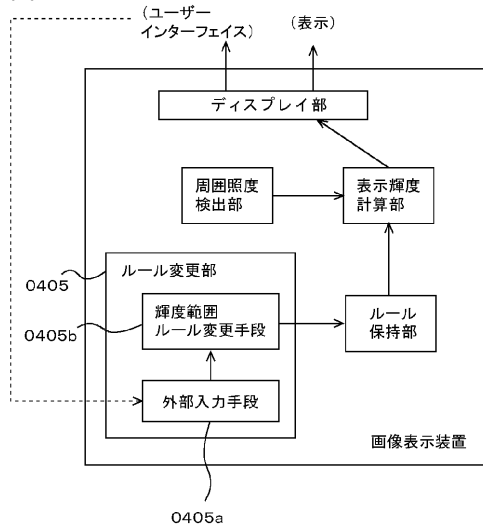 (ユーザー
インターフェイス)
(表示)
ディスプレイ部
周囲照度
検出部
表示輝度
計算部
0405
ルール変更部
0405b
輝度範囲
ルール変更手段
ルール
保持部
外部入力手段
画像表示装置
0405a